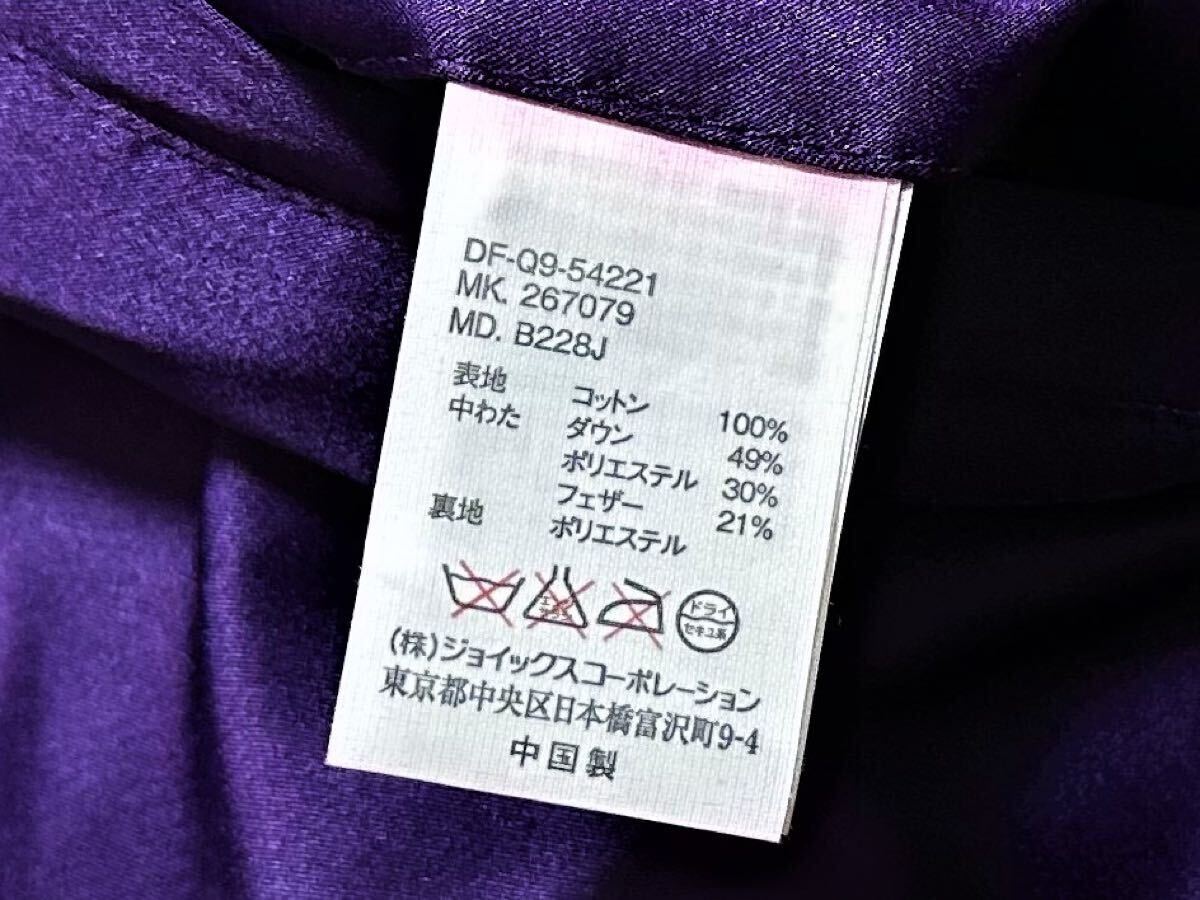 DF-Q9-54221
MK. 267079
MD. B228J
表地 コットン 100%
中わた ダウン 49%
ポリエステル 30%
フェザー 21%
裏地 ポリエステル
ドライ
セキユ系
(株)ジョイックスコーポレーション
東京都中央区日本橋富沢町9-4
中国製